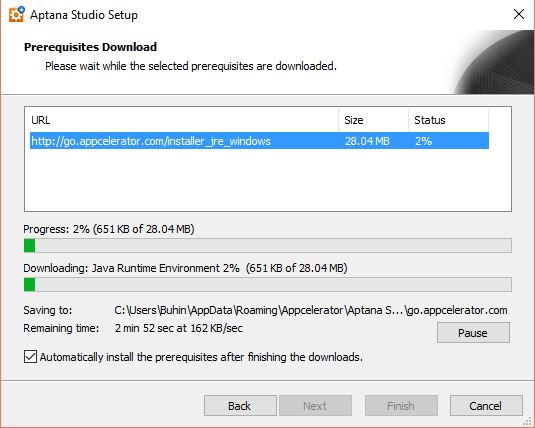 Aptana Studio Setup
Prerequisites Download
Please wait while the selected prerequisites are downloaded.
URL Size Status
http://go.appcelerator.com/installer_jre_windows 28.04 MB 2%
Progress: 2% (651 KB of 28.04 MB)
Downloading: Java Runtime Environment 2% (651 KB of 28.04 MB)
Saving to: C:\Users\Buhin\AppData\Roaming\Appcelerator\Aptana S...\go.appcelerator.com
Remaining time: 2 min 52 sec at 162 KB/sec
Pause
Automatically install the prerequisites after finishing the downloads.
Back Next Finish Cancel